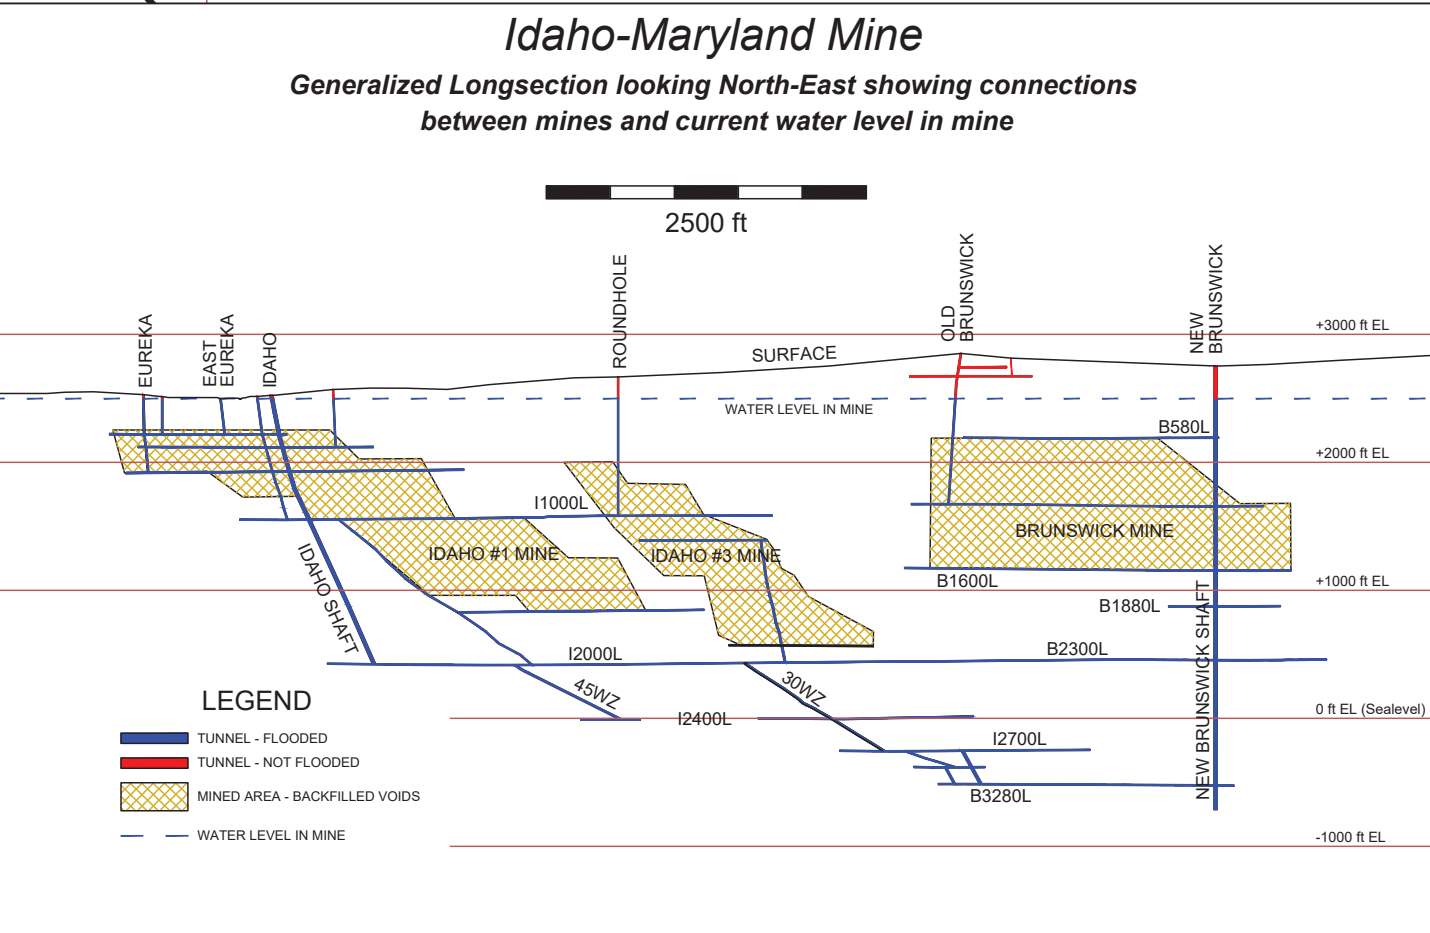 Idaho-Maryland Mine
Generalized Longsection looking North-East showing connections
between mines and current water level in mine
2500 ft
EUREKA
EAST
EUREKA
IDAHO
ROUNDHOLE
OLD
BRUNSWICK
NEW
BRUNSWICK
+3000 ft EL
SURFACE
WATER LEVEL IN MINE
B580L
+2000 ft EL
I1000L
BRUNSWICK MINE
IDAHO #1 MINE
IDAHO #3 MINE
IDAHO SHAFT
B1600L
+1000 ft EL
B1880L
I2000L
B2300L
NEW BRUNSWICK SHAFT
45WZ
30WZ
I2400L
0 ft EL (Sealevel)
I2700L
B3280L
-1000 ft EL
LEGEND
TUNNEL - FLOODED
TUNNEL - NOT FLOODED
MINED AREA - BACKFILLED VOIDS
WATER LEVEL IN MINE